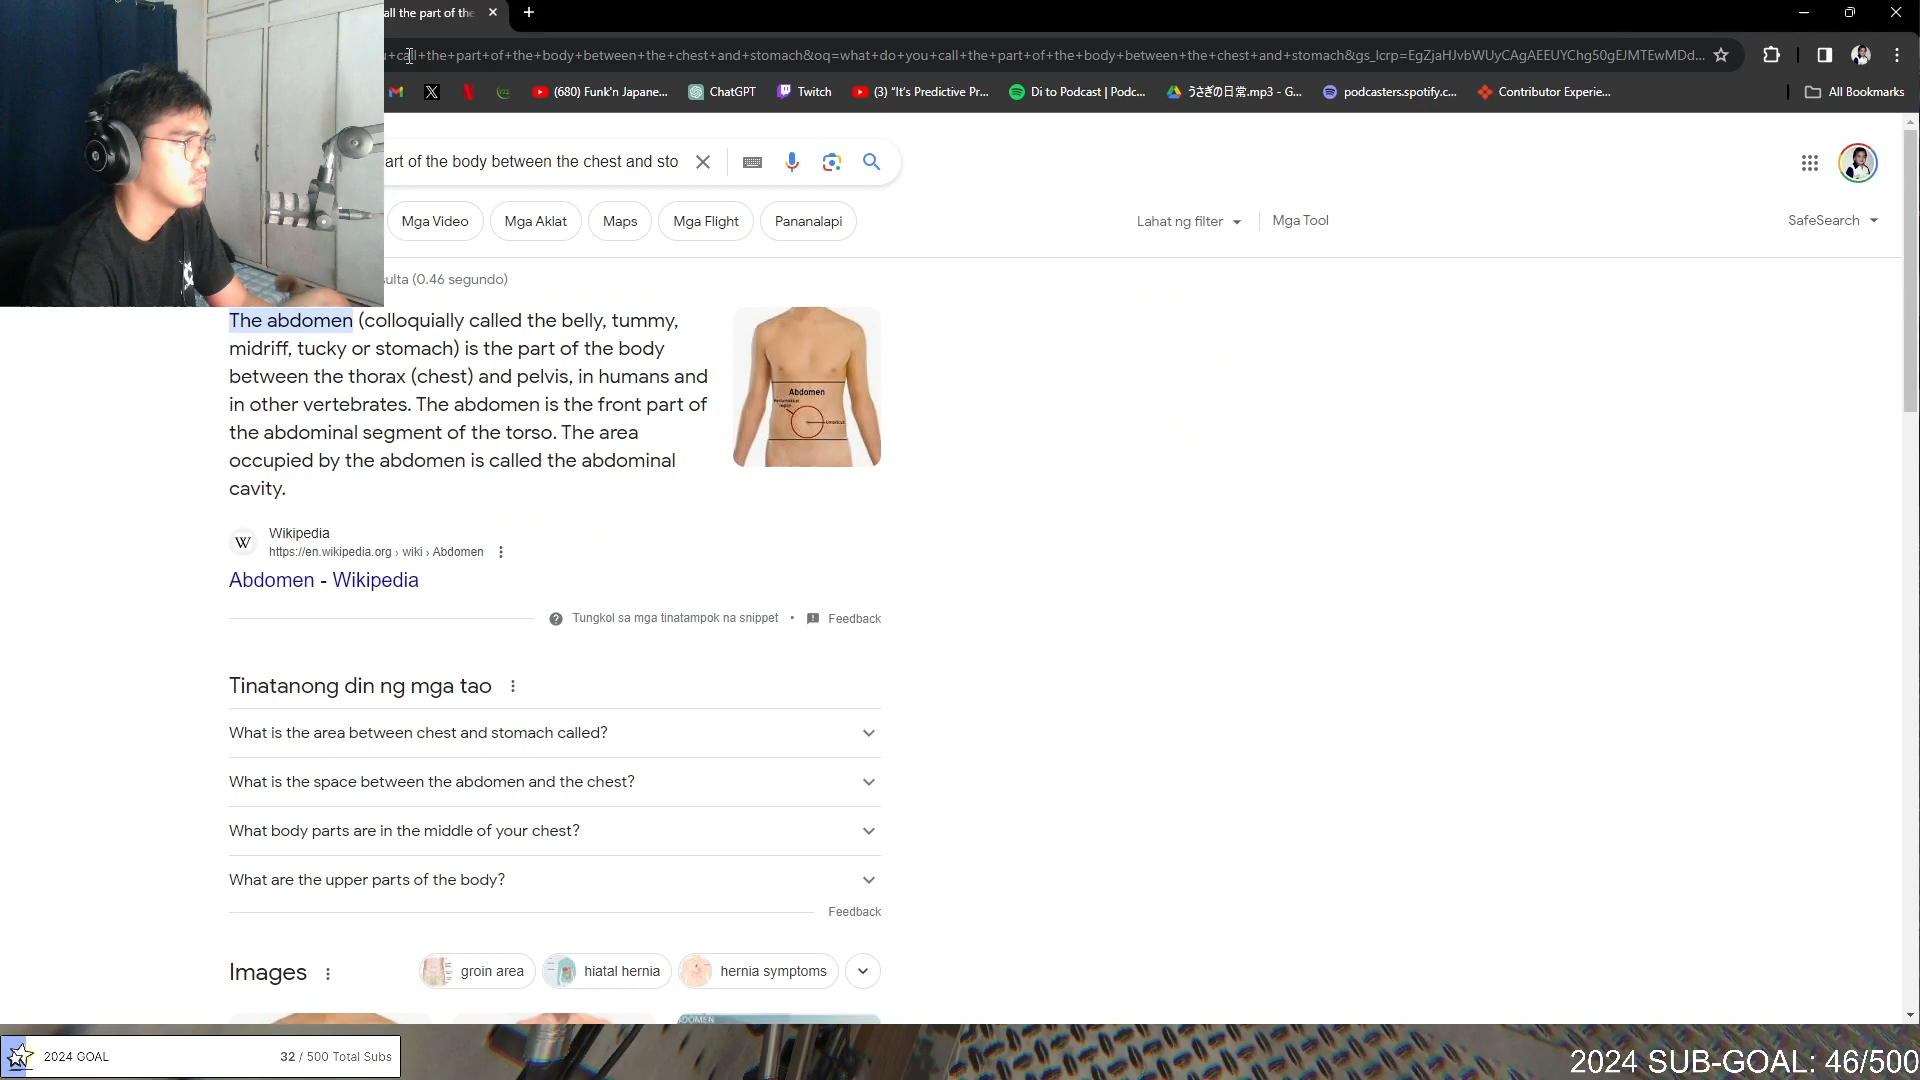 all the part of the
u+call+the+part+of+the+body+between+the+chest+and+stomach&oq=what+do+you+call+the+part+of+the+body+between+the+chest+and+stomach&gs_lcrp=EgZjaHJvbWUyCAgAEEUYChg50gEJMTEwMDd...
(680) Funk'n Japane...
ChatGPT
Twitch
(3) "It's Predictive Pr...
Di to Podcast | Podc...
うさぎの日常.mp3 - G...
podcasters.spotify.c...
Contributor Experie...
All Bookmarks
art of the body between the chest and sto
Mga Video
Mga Aklat
Maps
Mga Flight
Pananalapi
Lahat ng filter
Mga Tool
SafeSearch
ulta (0.46 segundo)
The abdomen (colloquially called the belly, tummy,
midriff, tucky or stomach) is the part of the body
between the thorax (chest) and pelvis, in humans and
in other vertebrates. The abdomen is the front part of
the abdominal segment of the torso. The area
occupied by the abdomen is called the abdominal
cavity.
Abdomen
W
Wikipedia
https://en.wikipedia.org › wiki › Abdomen
Abdomen - Wikipedia
Tungkol sa mga tinatampok na snippet • Feedback
Tinatanong din ng mga tao
What is the area between chest and stomach called?
What is the space between the abdomen and the chest?
What body parts are in the middle of your chest?
What are the upper parts of the body?
Feedback
Images
groin area
hiatal hernia
hernia symptoms
2024 GOAL
32 / 500 Total Subs
2024 SUB-GOAL: 46/500